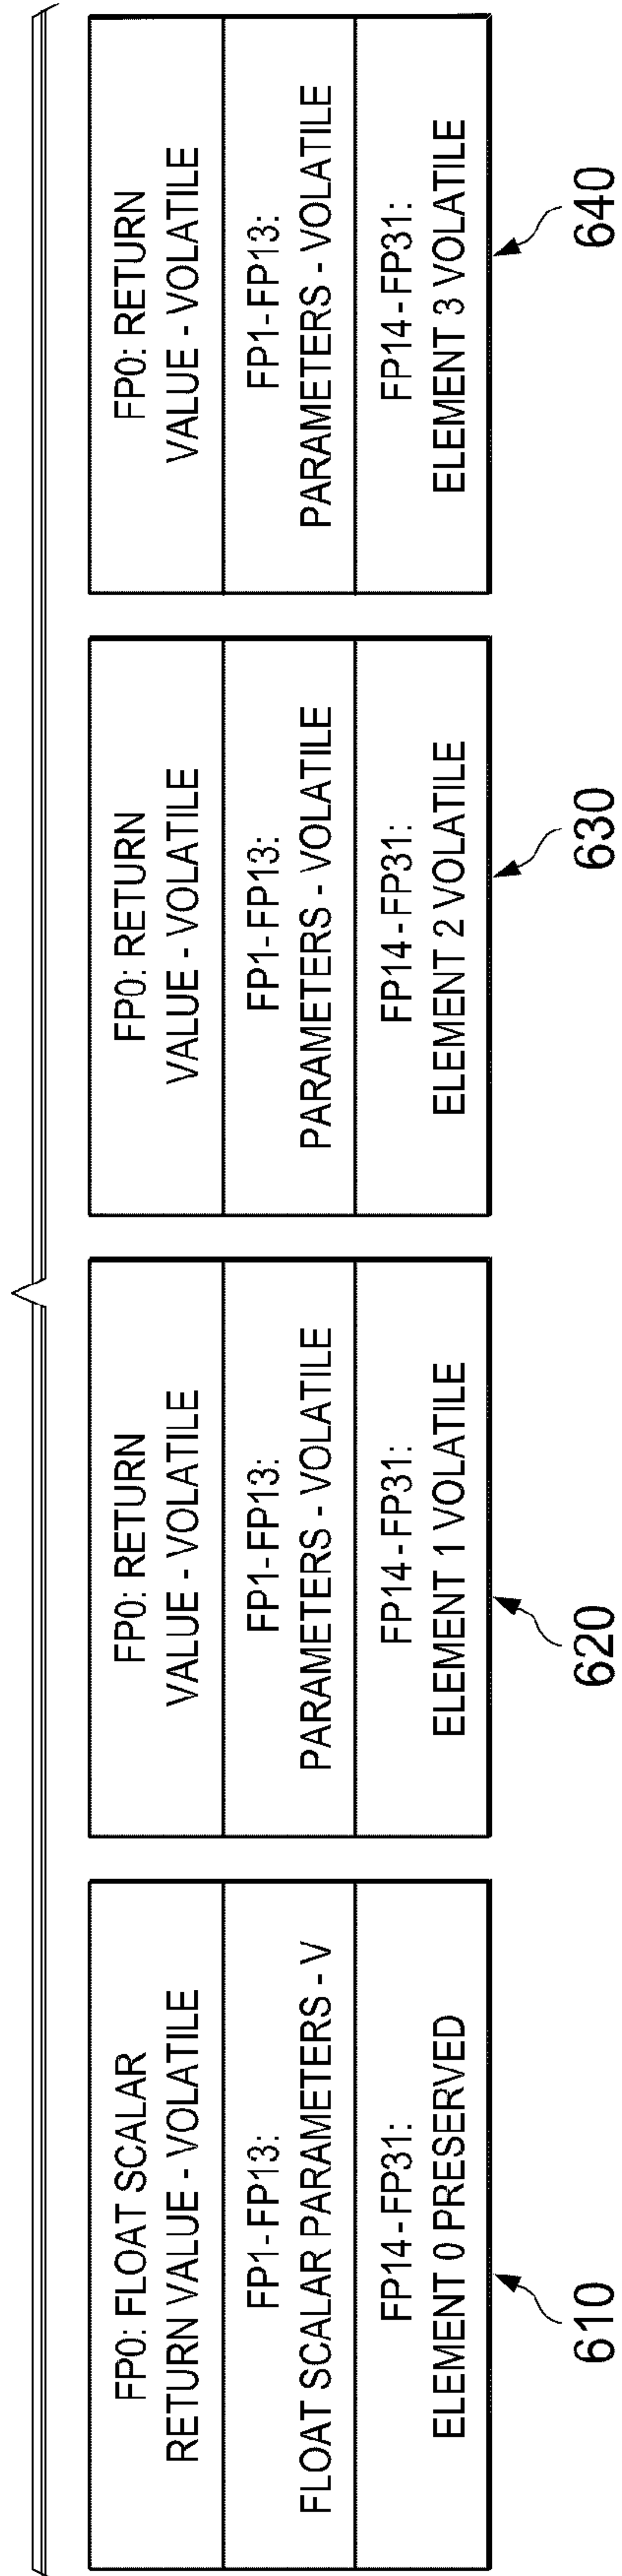 FP0: FLOAT SCALAR
RETURN VALUE - VOLATILE
FP1-FP13:
FLOAT SCALAR PARAMETERS - V
FP14-FP31:
ELEMENT 0 PRESERVED
610
FP0: RETURN
VALUE - VOLATILE
FP1-FP13:
PARAMETERS - VOLATILE
FP14-FP31:
ELEMENT 1 VOLATILE
620
FP0: RETURN
VALUE - VOLATILE
FP1-FP13:
PARAMETERS - VOLATILE
FP14-FP31:
ELEMENT 2 VOLATILE
630
FP0: RETURN
VALUE - VOLATILE
FP1-FP13:
PARAMETERS - VOLATILE
FP14-FP31:
ELEMENT 3 VOLATILE
640